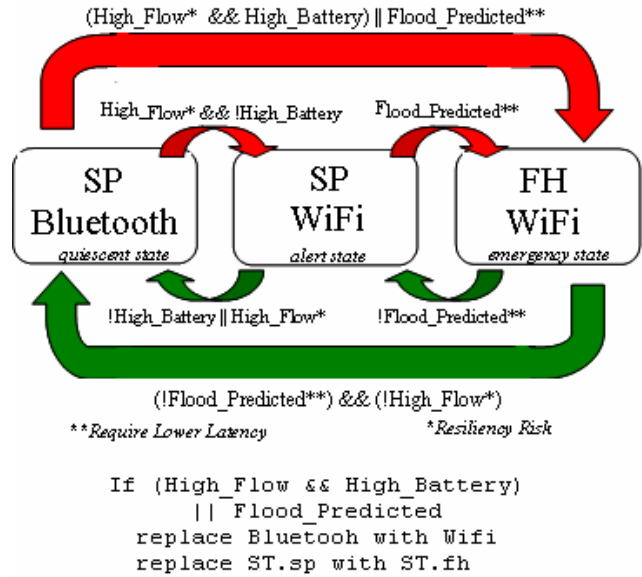 (High_Flow* && High_Battery) || Flood_Predicted**
High_Flow* && !High_Battery
Flood_Predicted**
SP
Bluetooth
quiescent state
SP
WiFi
alert state
FH
WiFi
emergency state
!High_Battery || High_Flow*
!Flood_Predicted**
(!Flood_Predicted**) && (!High_Flow*)
**Require Lower Latency
*Resiliency Risk
If (High_Flow && High_Battery)
|| Flood_Predicted
replace Bluetooh with Wifi
replace ST.sp with ST.fh